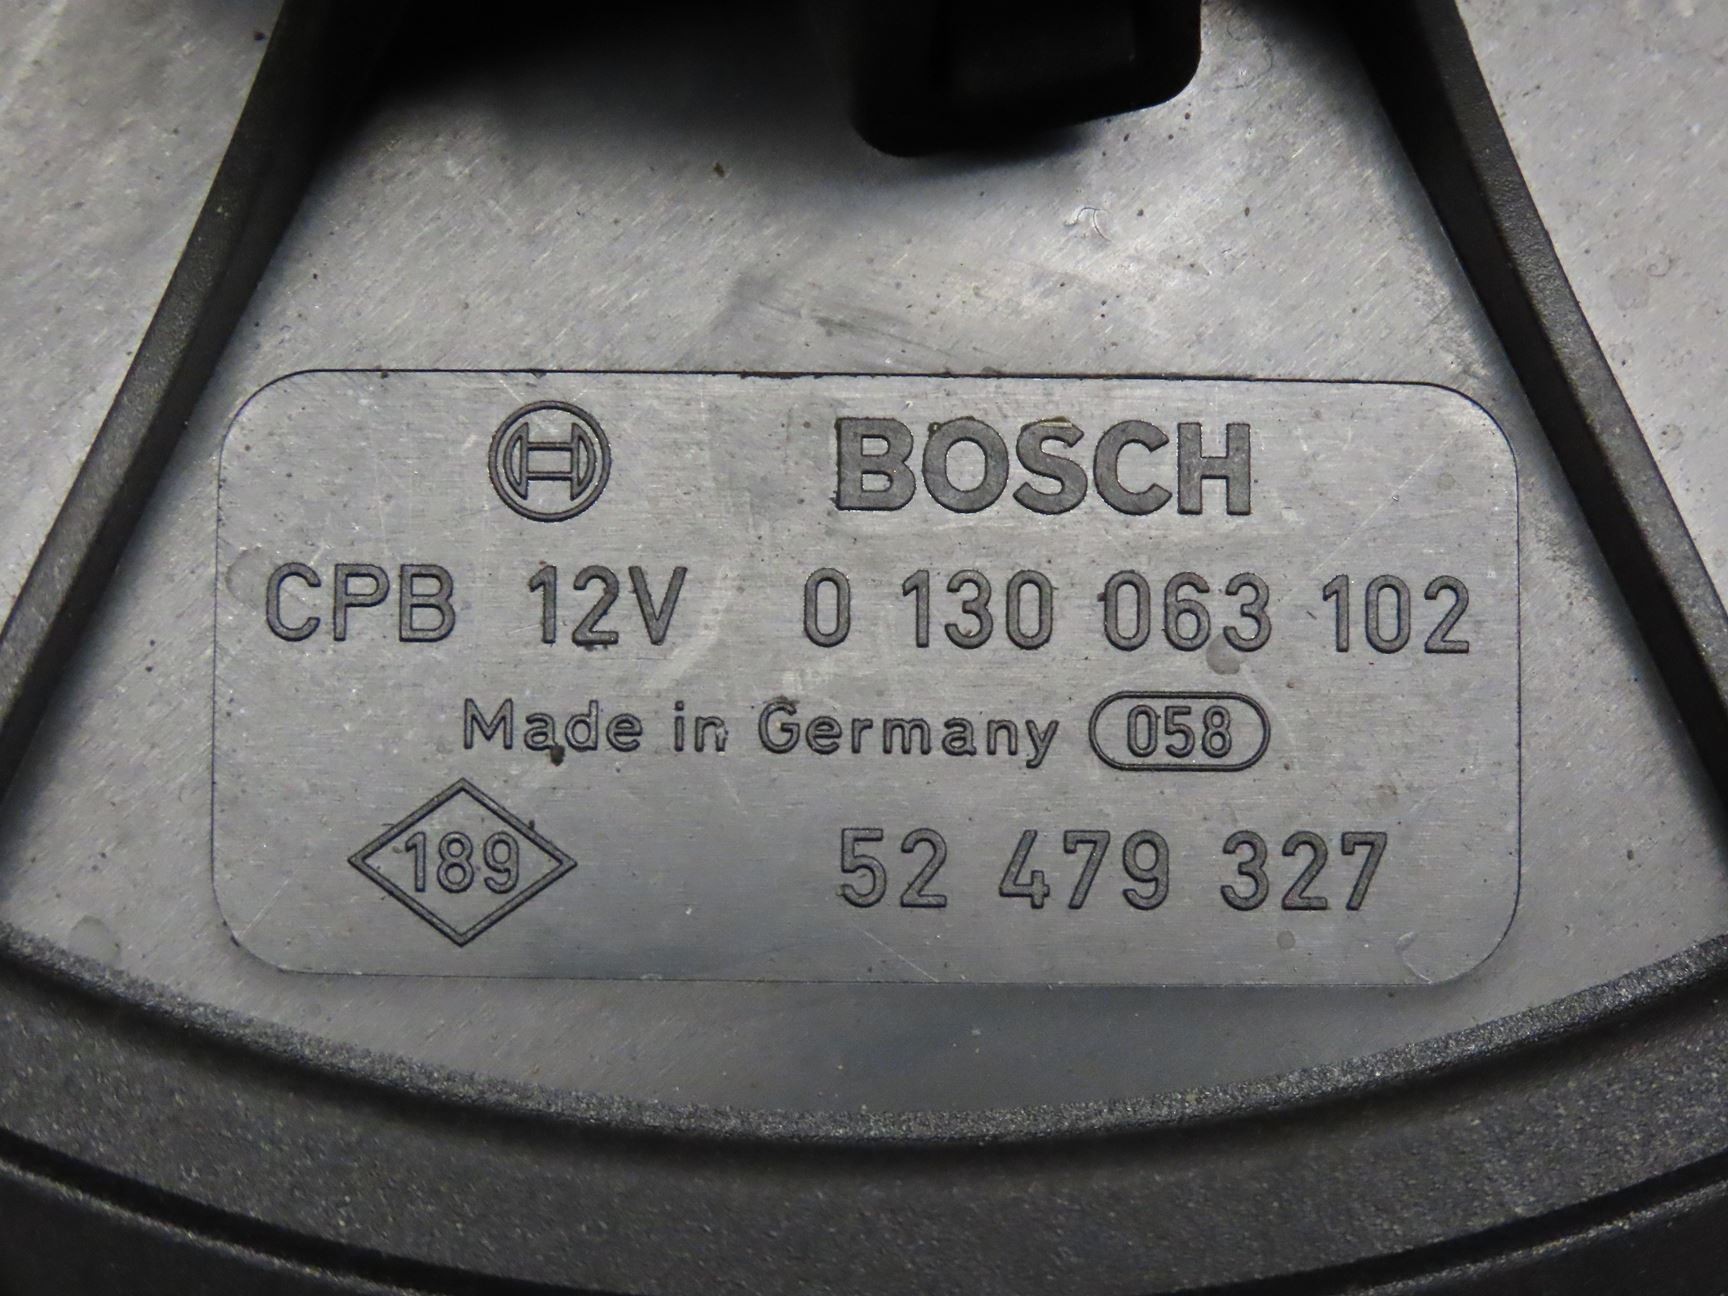 BOSCH
CPB 12V 0 130 063 102
Made in Germany 058
189 52 479 327